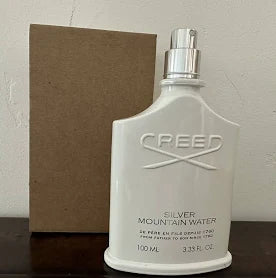 CREED
SILVER
MOUNTAIN WATER
DE PÈRE EN FILS DEPUIS 1760
FROM FATHER TO SON SINCE 1760
100 ML 3.33 FL. OZ.